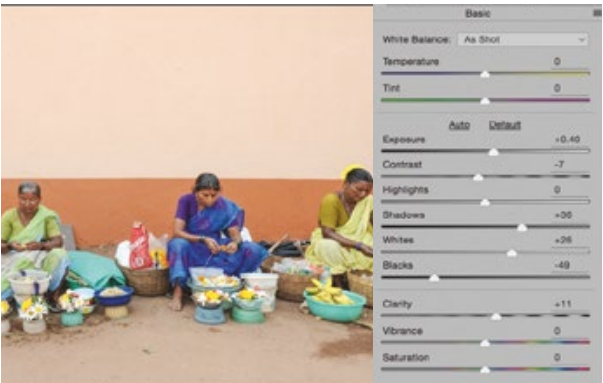 Basic
White Balance: As Shot
Temperature 0
Tint 0
Auto Default
Exposure +0.40
Contrast -7
Highlights 0
Shadows +36
Whites +26
Blacks -49
Clarity +11
Vibrance 0
Saturation 0